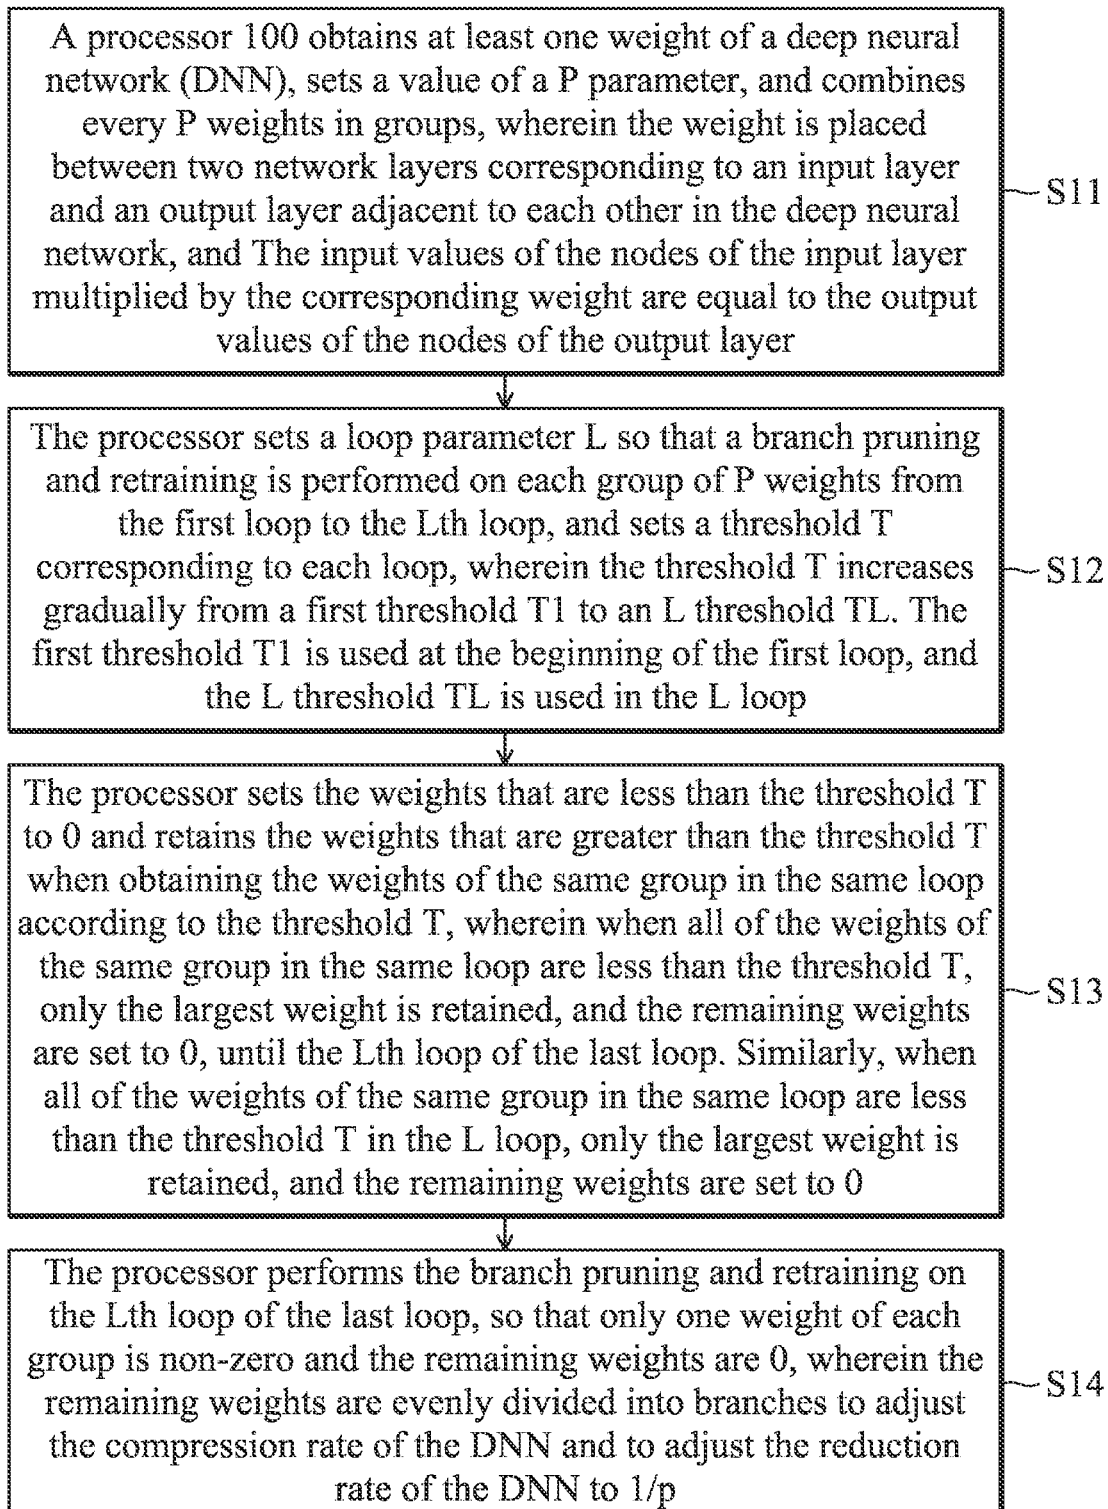 A processor 100 obtains at least one weight of a deep neural
network (DNN), sets a value of a P parameter, and combines
every P weights in groups, wherein the weight is placed
between two network layers corresponding to an input layer
and an output layer adjacent to each other in the deep neural
network, and The input values of the nodes of the input layer
multiplied by the corresponding weight are equal to the output
values of the nodes of the output layer
S11
The processor sets a loop parameter L so that a branch pruning
and retraining is performed on each group of P weights from
the first loop to the Lth loop, and sets a threshold T
corresponding to each loop, wherein the threshold T increases
gradually from a first threshold T1 to an L threshold TL. The
first threshold T1 is used at the beginning of the first loop, and
the L threshold TL is used in the L loop
S12
The processor sets the weights that are less than the threshold T
to 0 and retains the weights that are greater than the threshold T
when obtaining the weights of the same group in the same loop
according to the threshold T, wherein when all of the weights of
the same group in the same loop are less than the threshold T,
only the largest weight is retained, and the remaining weights
are set to 0, until the Lth loop of the last loop. Similarly, when
all of the weights of the same group in the same loop are less
than the threshold T in the L loop, only the largest weight is
retained, and the remaining weights are set to 0
S13
The processor performs the branch pruning and retraining on
the Lth loop of the last loop, so that only one weight of each
group is non-zero and the remaining weights are 0, wherein the
remaining weights are evenly divided into branches to adjust
the compression rate of the DNN and to adjust the reduction
rate of the DNN to 1/p
S14